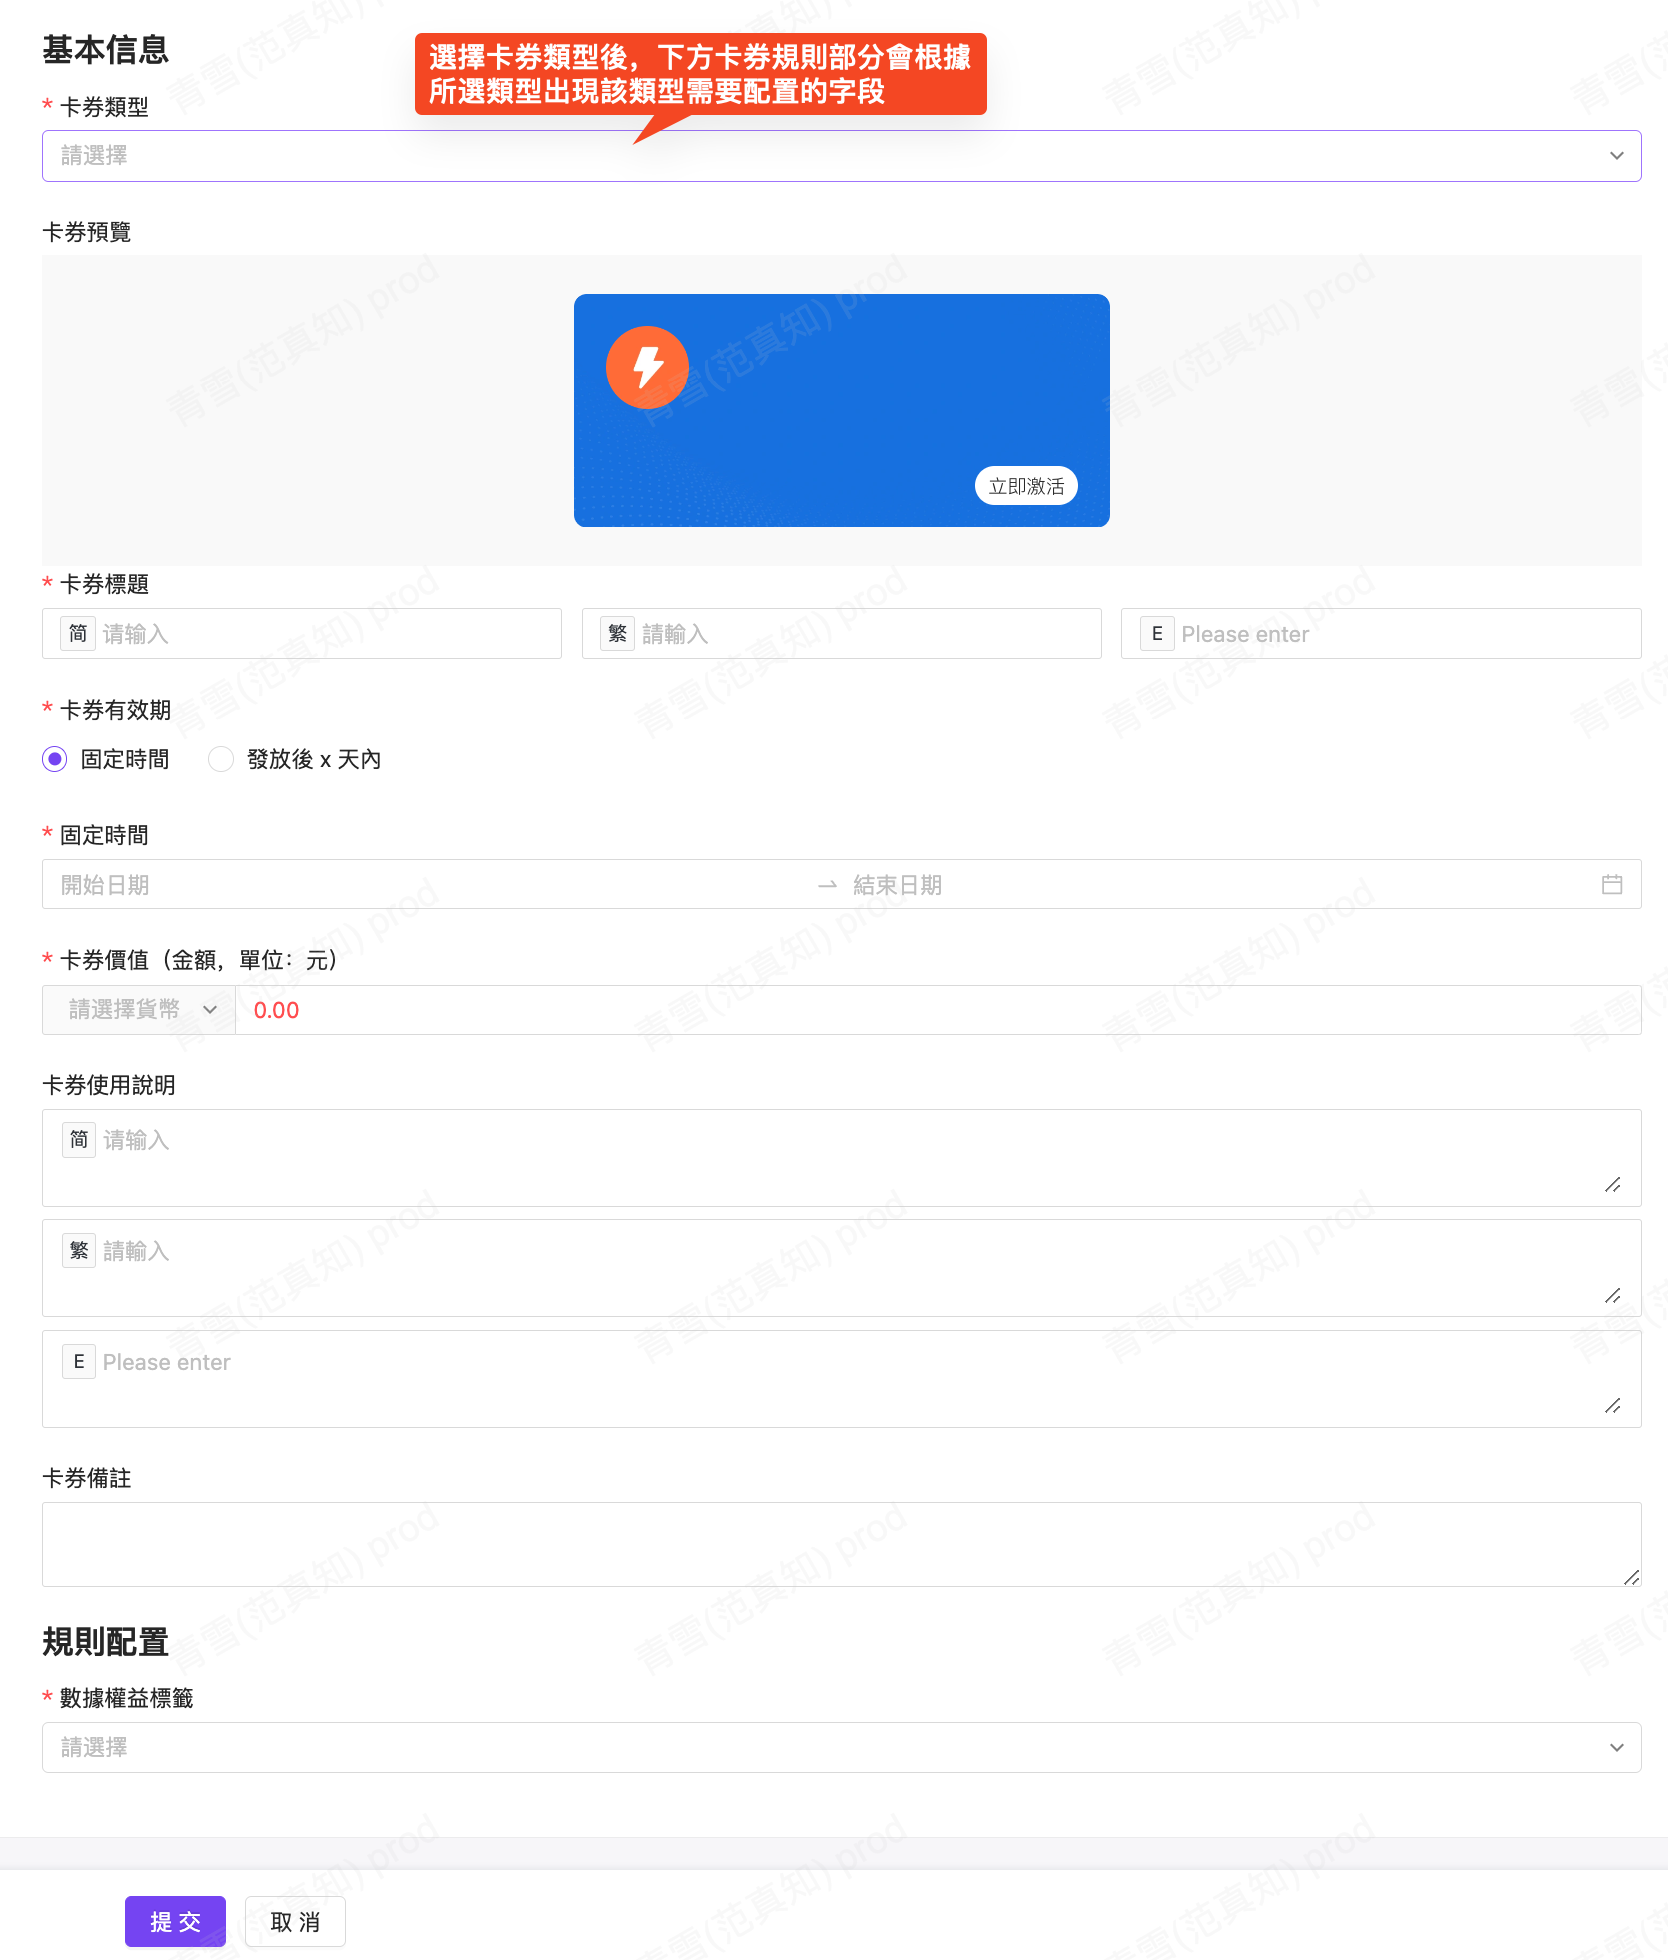 基本信息
選擇卡券類型後，下方卡券規則部分會根據
所選類型出現該類型需要配置的字段
* 卡券類型
請選擇
卡券預覽
立即激活
* 卡券標題
简 请输入
繁 請輸入
E Please enter
* 卡券有效期
固定時間
發放後 x 天內
* 固定時間
開始日期
結束日期
* 卡券價值（金額，單位：元）
請選擇貨幣
0.00
卡券使用說明
简 请输入
繁 請輸入
E Please enter
卡券備註
規則配置
* 數據權益標籤
請選擇
提交
取消
青雪(范真知) prod